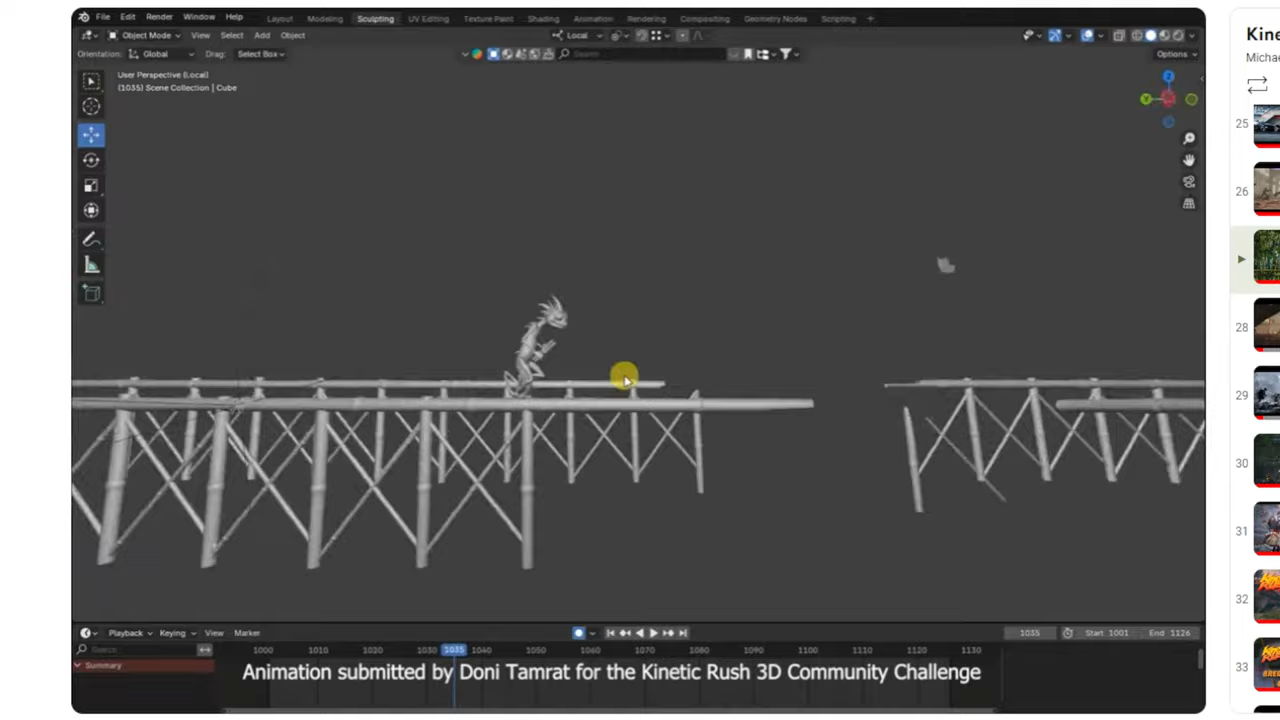 File Edit Render Window Help Layout Modeling Sculpting UV Editing Texture Paint Shading Animation Rendering Compositing Geometry Nodes Scripting +
Object Mode View Select Add Object Local
Orientation: Global Drag: Select Box Search Options
User Perspective (Local)
(1035) Scene Collection | Cube
Z
Y
Playback Keying View Marker 1035 Start 1001 End 1126
Search 1000 1010 1020 1030 1035 1040 1050 1060 1070 1080 1090 1100 1110 1120 1130
Summary
Animation submitted by Doni Tamrat for the Kinetic Rush 3D Community Challenge
25
26
28
29
30
31
32
33